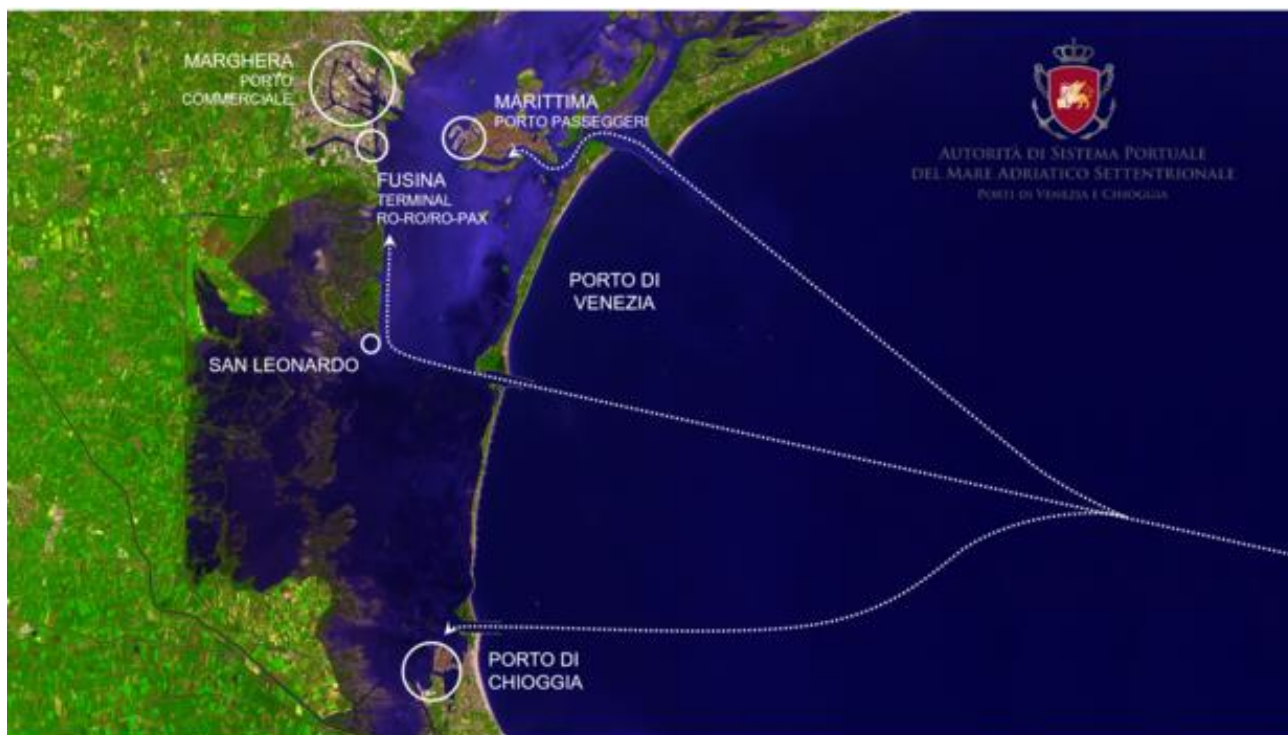 MARGHERA
PORTO
COMMERCIALE
MARITTIMA
PORTO PASSEGGERI
AUTORITÀ DI SISTEMA PORTUALE
DEL MARE ADRIATICO SETTENTRIONALE
PORTI DI VENEZIA E CHIOGGIA
FUSINA
TERMINAL
RO-RO/RO-PAX
PORTO DI
VENEZIA
SAN LEONARDO
PORTO DI
CHIOGGIA